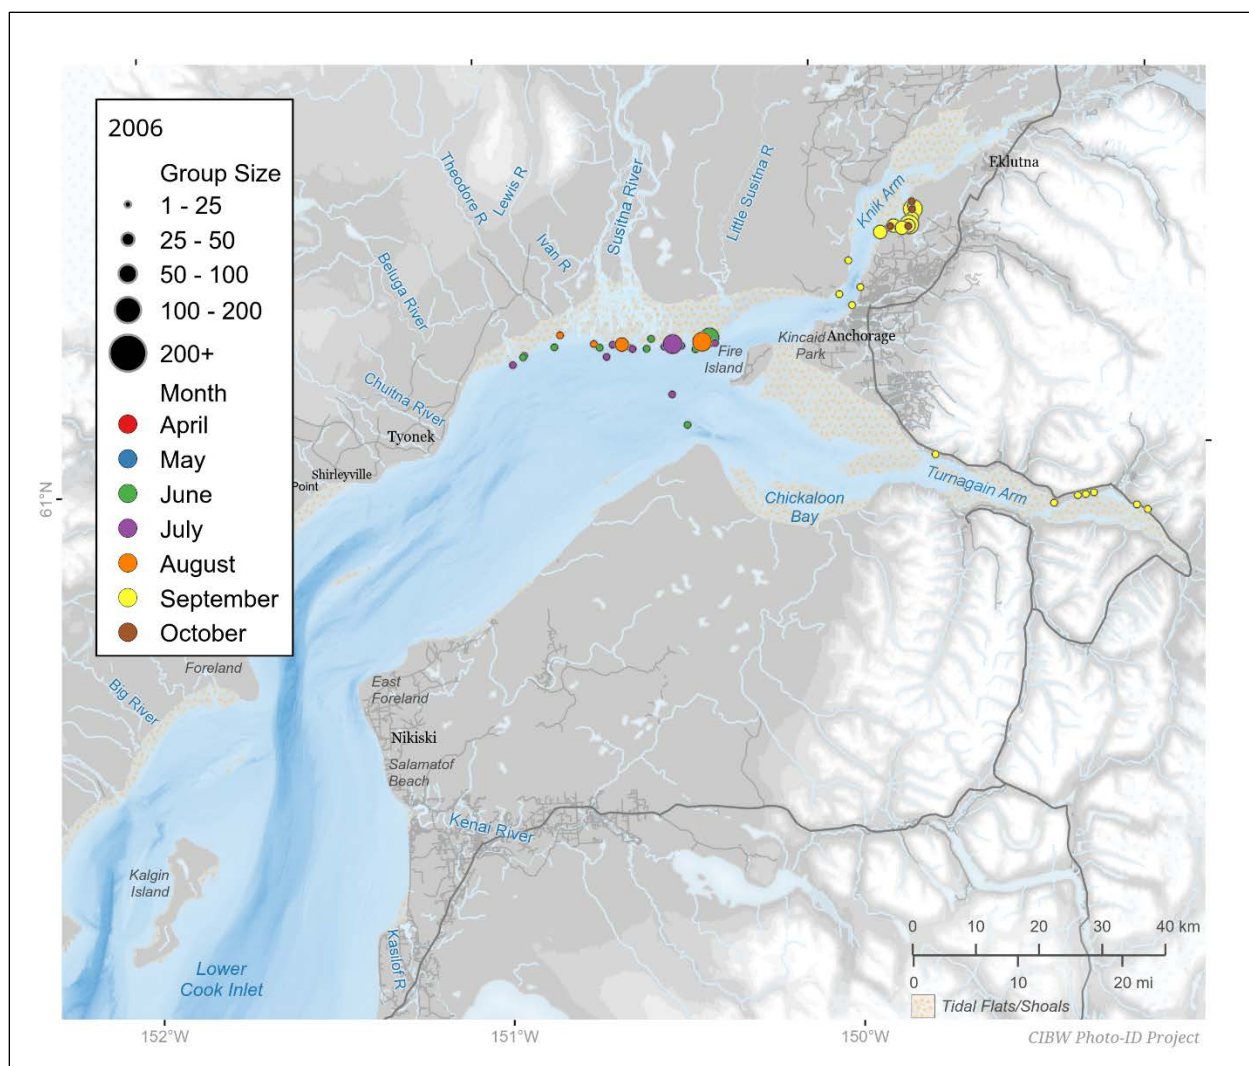 2006
Group Size
1 - 25
25 - 50
50 - 100
100 - 200
200+
Month
April
May
June
July
August
September
October
Theodore R
Lewis R
Ivan R
Susitna River
Little Susitna R
Knik Arm
Eklutna
Beluga River
Kincaid
Park
Anchorage
Fire
Island
Chuitna River
Tyonek
Shirleyville
Point
Chickaloon
Bay
Turnagain Arm
61°N
Foreland
Big River
East
Foreland
Nikiski
Salamatof
Beach
Kenai River
Kalgin
Island
Kasilof R
Lower
Cook Inlet
0 10 20 30 40 km
0 10 20 mi
Tidal Flats/Shoals
152°W
151°W
150°W
CIBW Photo-ID Project